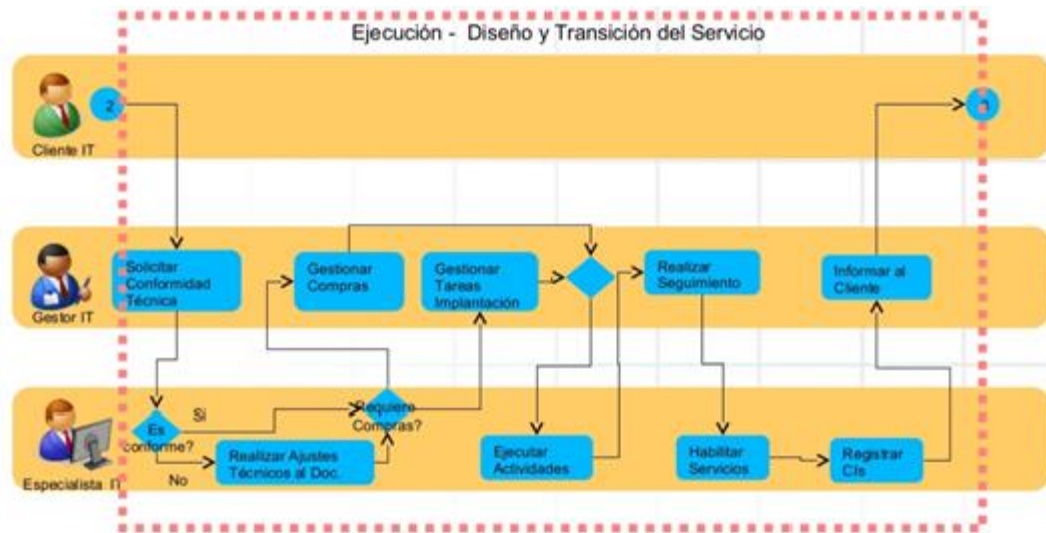 Ejecución - Diseño y Transición del Servicio
2
Cliente IT
Solicitar
Conformidad
Técnica
Gestionar
Compras
Gestionar
Tareas
Implantación
Realizar
Seguimiento
Informar al
Cliente
Gestor IT
Es
conforme?
Si
No
Requiere
Compras?
Realizar Ajustes
Técnicos al Doc.
Ejecutar
Actividades
Habilitar
Servicios
Registrar
CIs
Especialista IT